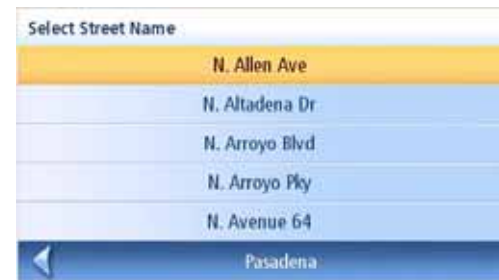 Select Street Name
N. Allen Ave
N. Altadena Dr
N. Arroyo Blvd
N. Arroyo Pky
N. Avenue 64
Pasadena